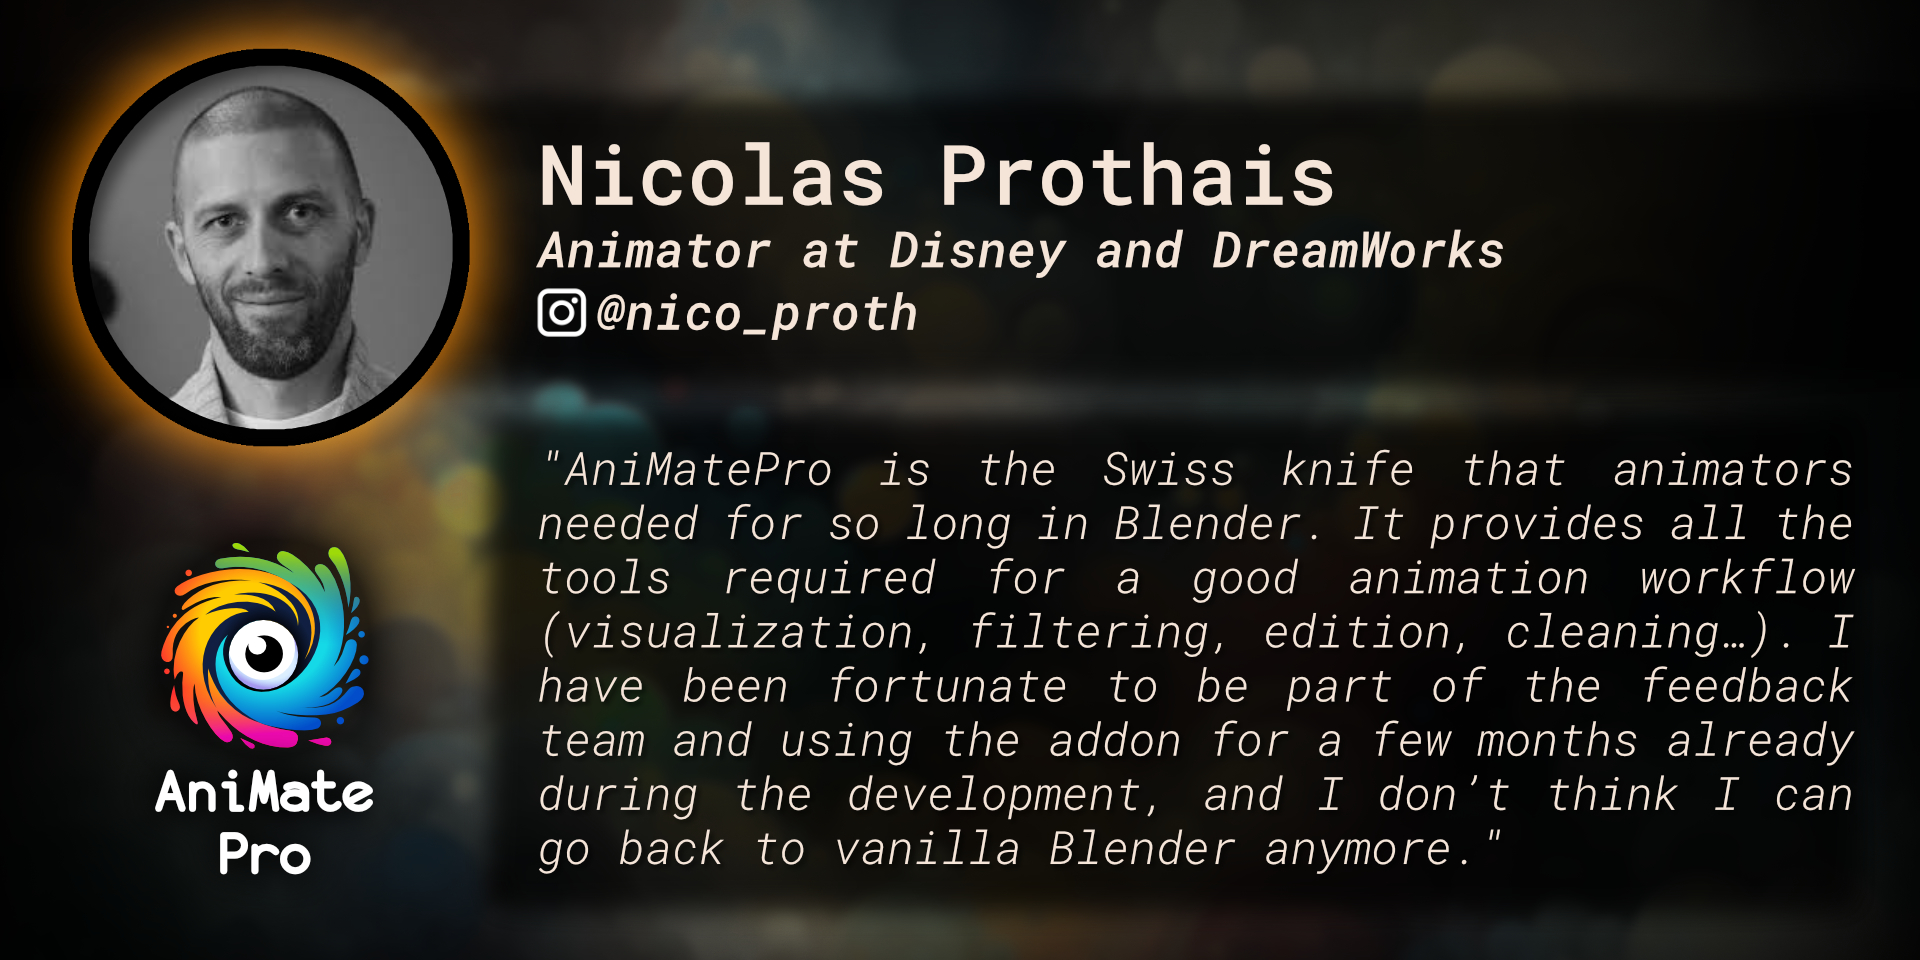 Nicolas Prothais
Animator at Disney and DreamWorks
@nico_proth
"AniMatePro is the Swiss knife that animators
needed for so long in Blender. It provides all the
tools required for a good animation workflow
(visualization, filtering, edition, cleaning…). I
have been fortunate to be part of the feedback
team and using the addon for a few months already
during the development, and I don’t think I can
go back to vanilla Blender anymore."
AniMate
Pro